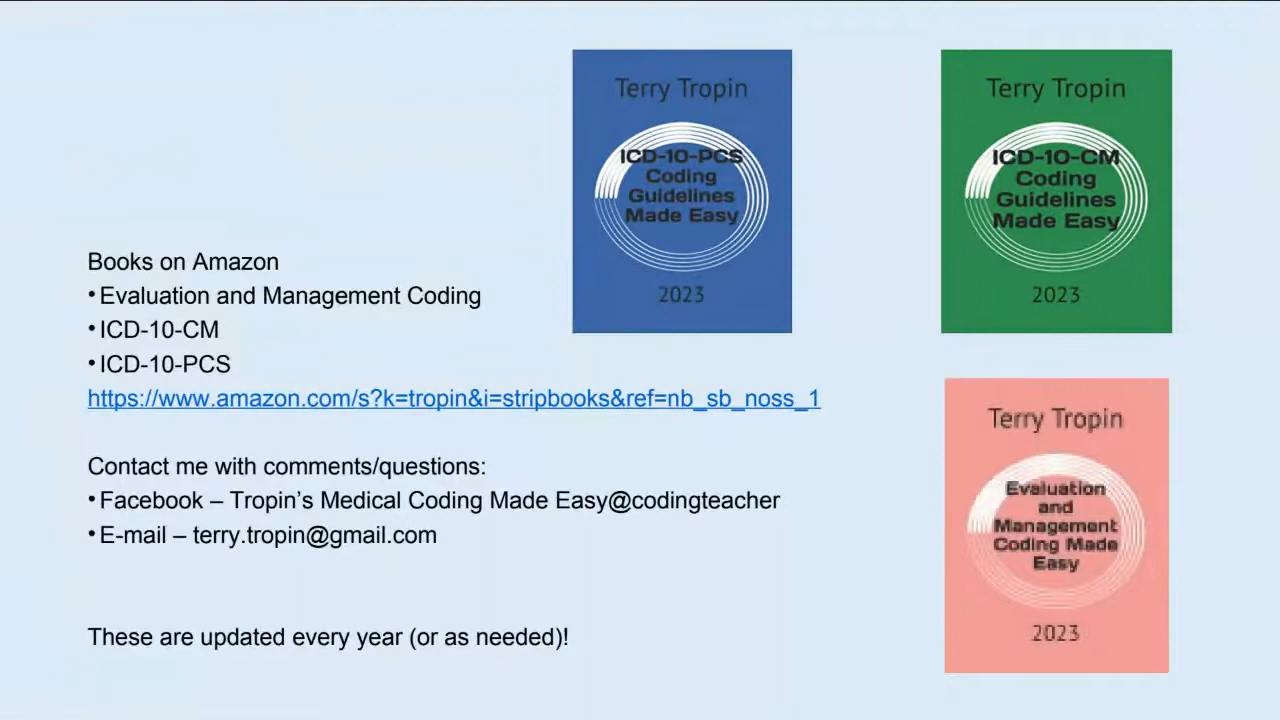 Books on Amazon
•Evaluation and Management Coding
•ICD-10-CM
•ICD-10-PCS
https://www.amazon.com/s?k=tropin&i=stripbooks&ref=nb_sb_noss_1
Contact me with comments/questions:
•Facebook – Tropin’s Medical Coding Made Easy@codingteacher
•E-mail – terry.tropin@gmail.com
These are updated every year (or as needed)!
Terry Tropin
ICD-10-PCS
Coding
Guidelines
Made Easy
2023
Terry Tropin
ICD-10-CM
Coding
Guidelines
Made Easy
2023
Terry Tropin
Evaluation
and
Management
Coding Made
Easy
2023